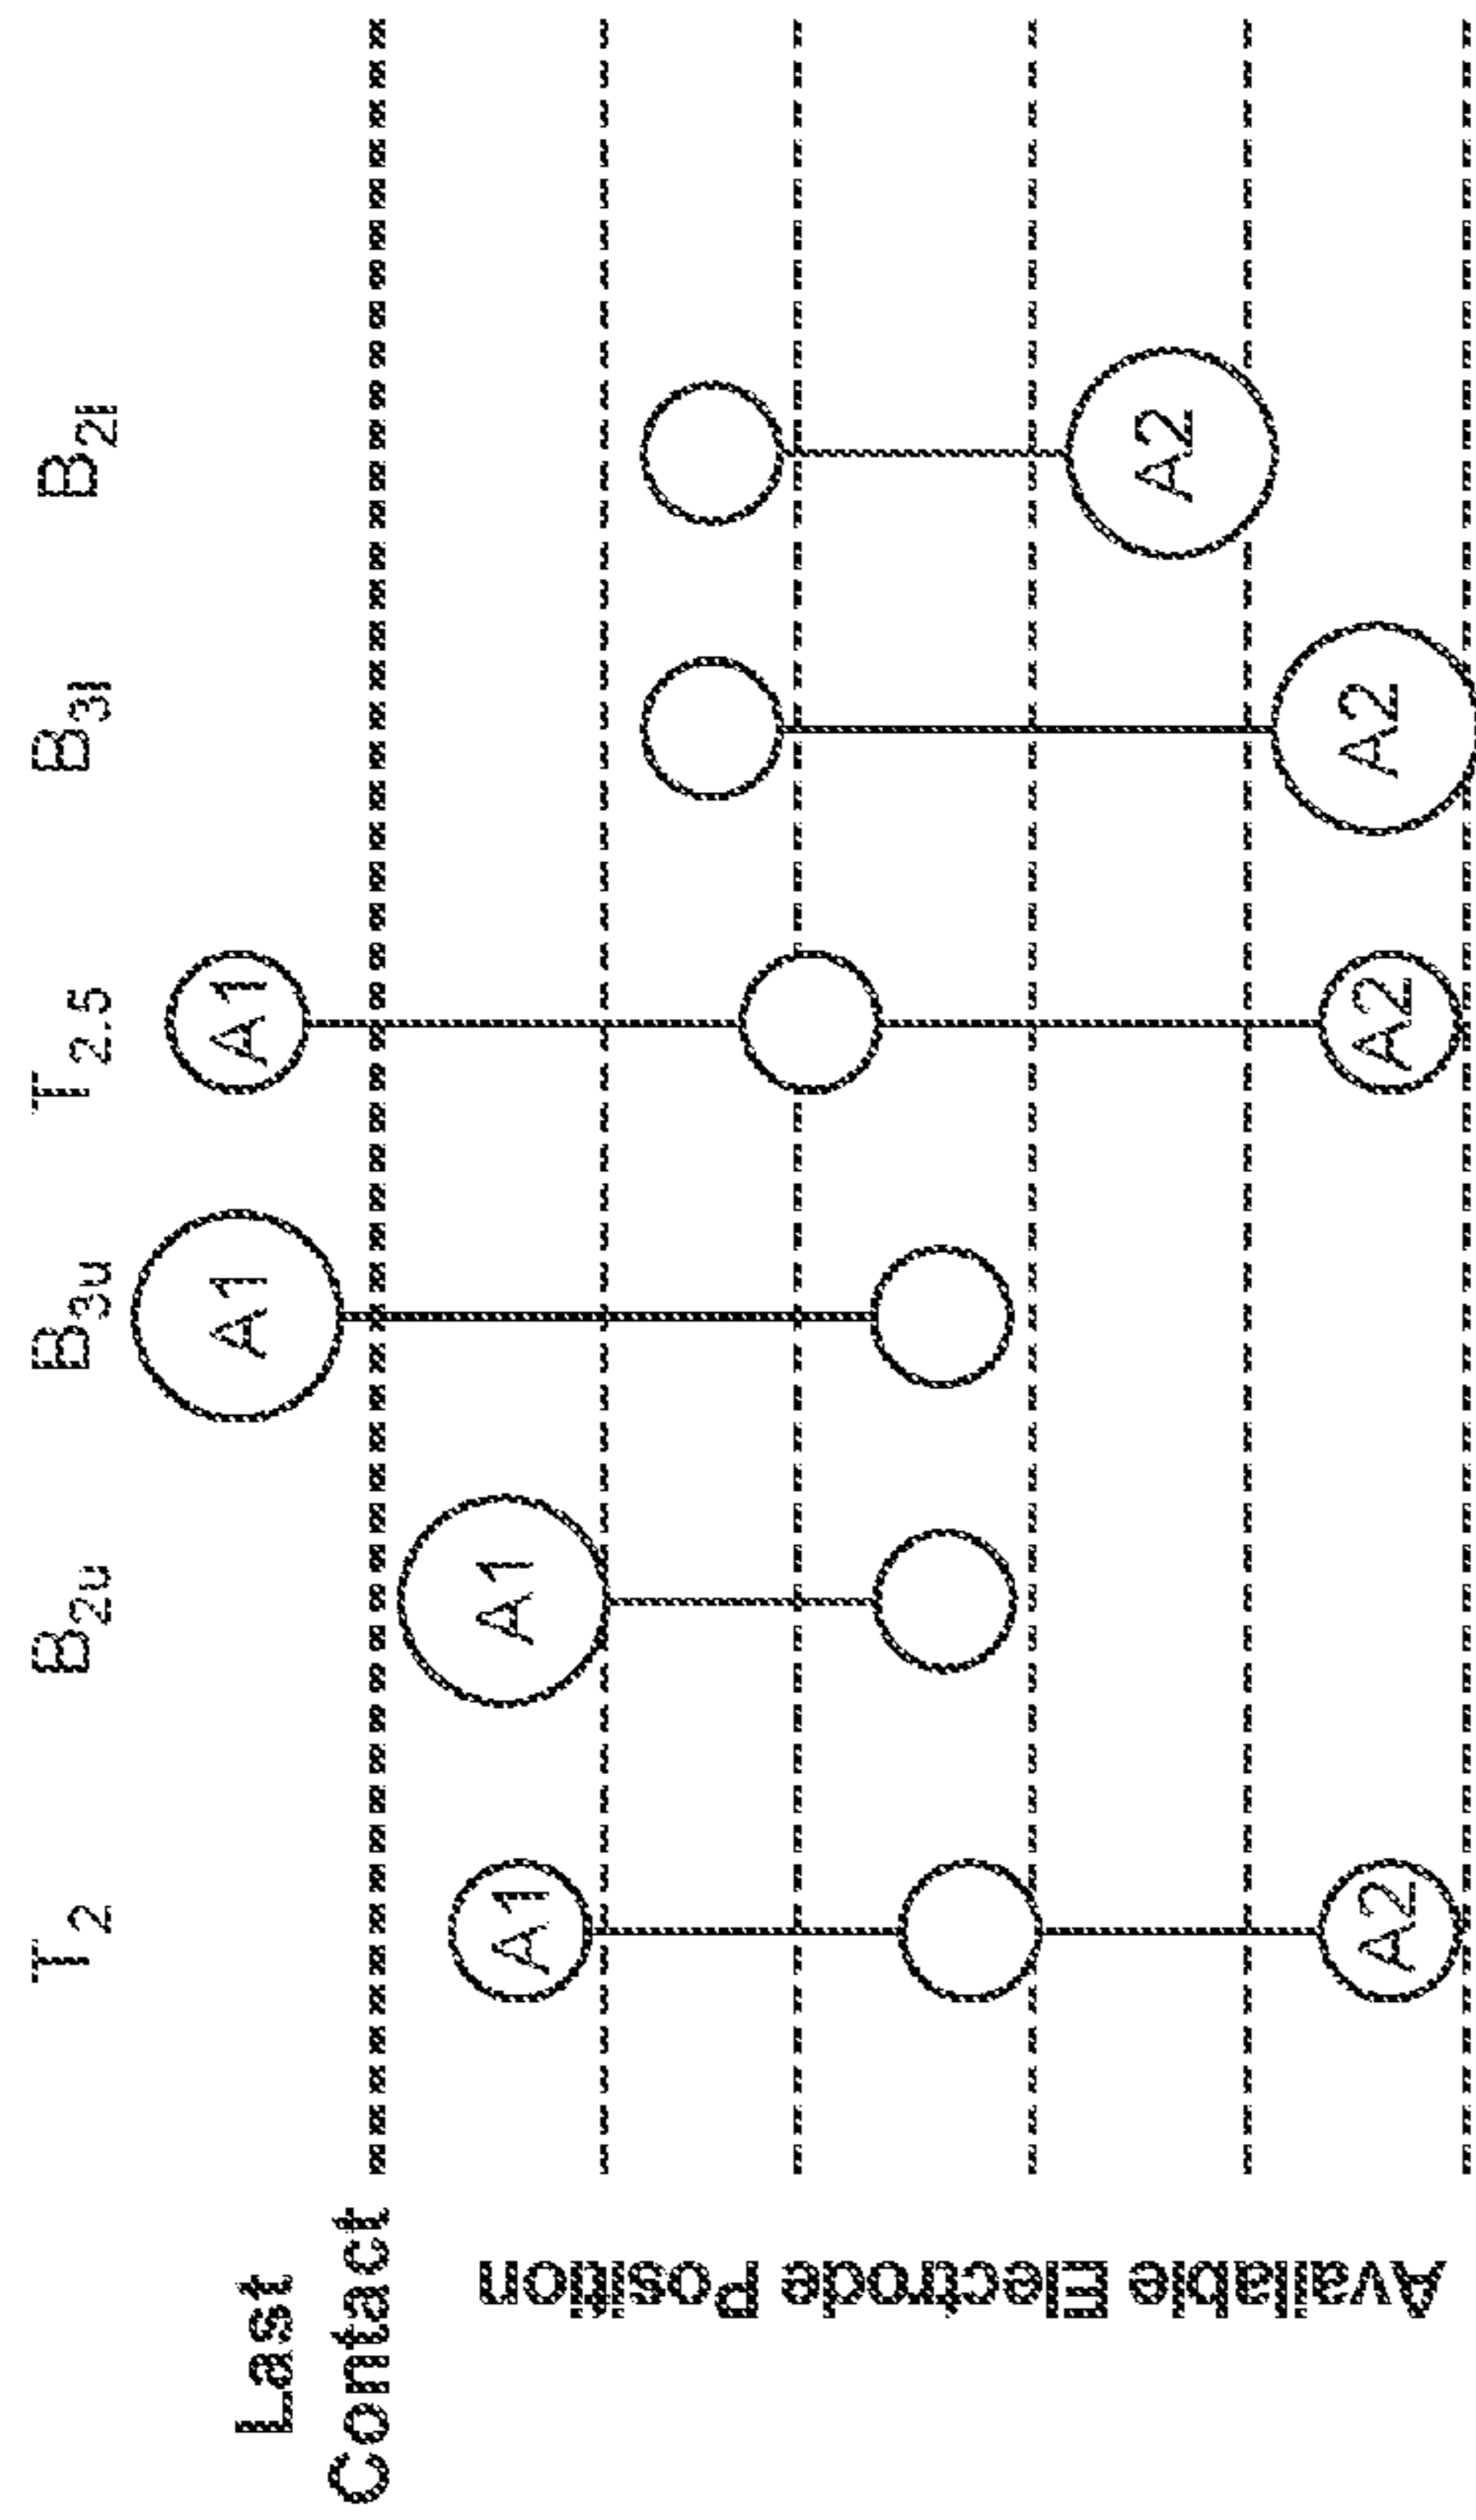 T2
B2u
B3u
T2.5
B3l
B2l
Last
Contact
Available Electrode Position
A1
A1
A1
A1
A2
A2
A2
A2